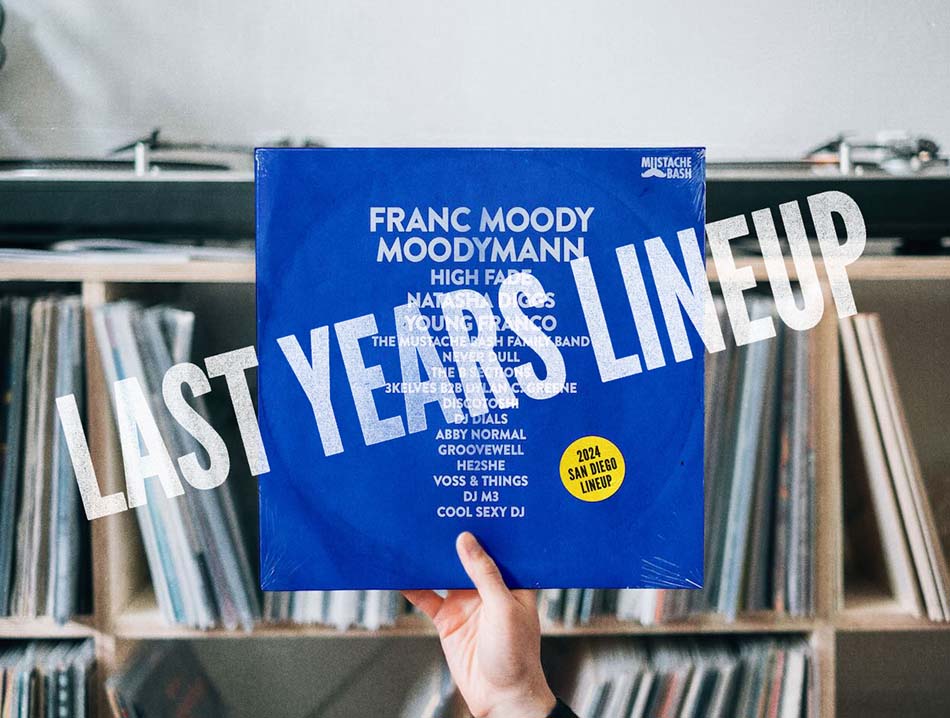 MUSTACHE
BASH
FRANC MOODY
MOODYMANN
HIGH FADE
NATASHA DIGGS
YOUNG FRANCO
THE MUSTACHE BASH FAMILY BAND
NEVER DULL
THE B SECTIONS
3KELVES B2B DYLAN C. GREENE
DISCOTOSHI
DJ DIALS
ABBY NORMAL
GROOVEWELL
HE2SHE
VOSS & THINGS
DJ M3
COOL SEXY DJ
2024
SAN DIEGO
LINEUP
LAST YEARS LINEUP